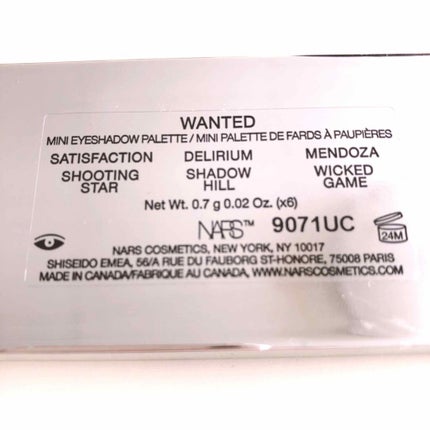 WANTED
MINI EYESHADOW PALETTE / MINI PALETTE DE FARDS À PAUPIÈRES
SATISFACTION DELIRIUM MENDOZA
SHOOTING SHADOW WICKED
STAR HILL GAME
Net Wt. 0.7 g 0.02 Oz. (x6)
NARS™ 9071UC
24M
NARS COSMETICS, NEW YORK, NY 10017
SHISEIDO EMEA, 56/A RUE DU FAUBORG ST-HONORE, 75008 PARIS
MADE IN CANADA/FABRIQUE AU CANADA, WWW.NARSCOSMETICS.COM